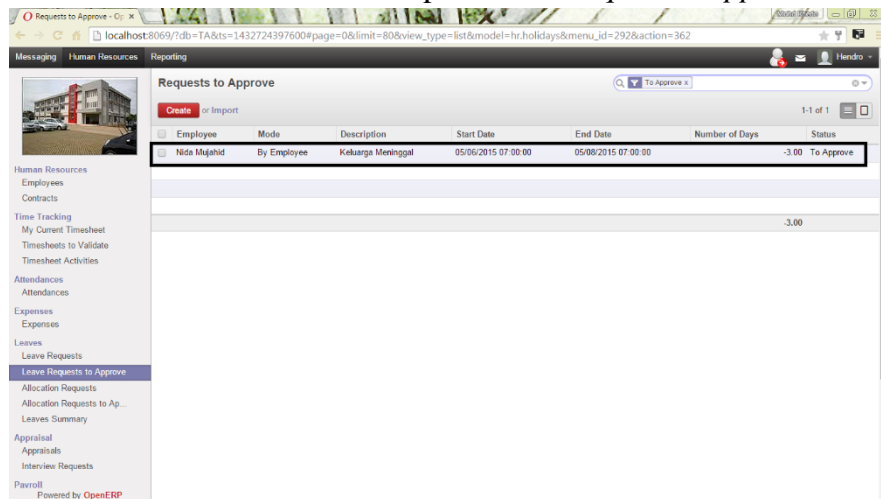 Requests to Approve - Op
localhost:8069/?db=TA&ts=1432724397600#page=0&limit=80&view_type=list&model=hr.holidays&menu_id=292&action=362
Messaging Human Resources Reporting Hendro
Requests to Approve
To Approve x
Create or Import
1-1 of 1
Employee Mode Description Start Date End Date Number of Days Status
Nida Mujahid By Employee Keluarga Meninggal 05/06/2015 07:00:00 05/08/2015 07:00:00 -3.00 To Approve
-3.00
Human Resources
Employees
Contracts
Time Tracking
My Current Timesheet
Timesheets to Validate
Timesheet Activities
Attendances
Attendances
Expenses
Expenses
Leaves
Leave Requests
Leave Requests to Approve
Allocation Requests
Allocation Requests to Ap...
Leaves Summary
Appraisal
Appraisals
Interview Requests
Payroll
Powered by OpenERP